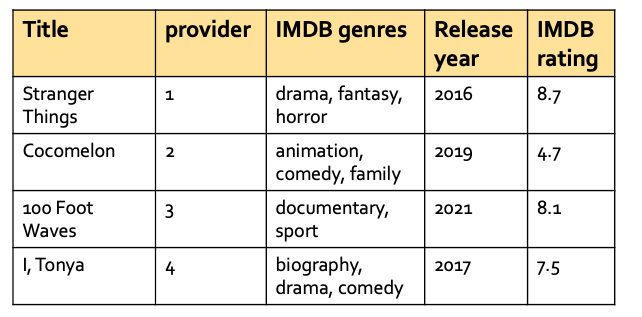 Title provider IMDB genres Release year IMDB rating
Stranger Things 1 drama, fantasy, horror 2016 8.7
Cocomelon 2 animation, comedy, family 2019 4.7
100 Foot Waves 3 documentary, sport 2021 8.1
I, Tonya 4 biography, drama, comedy 2017 7.5